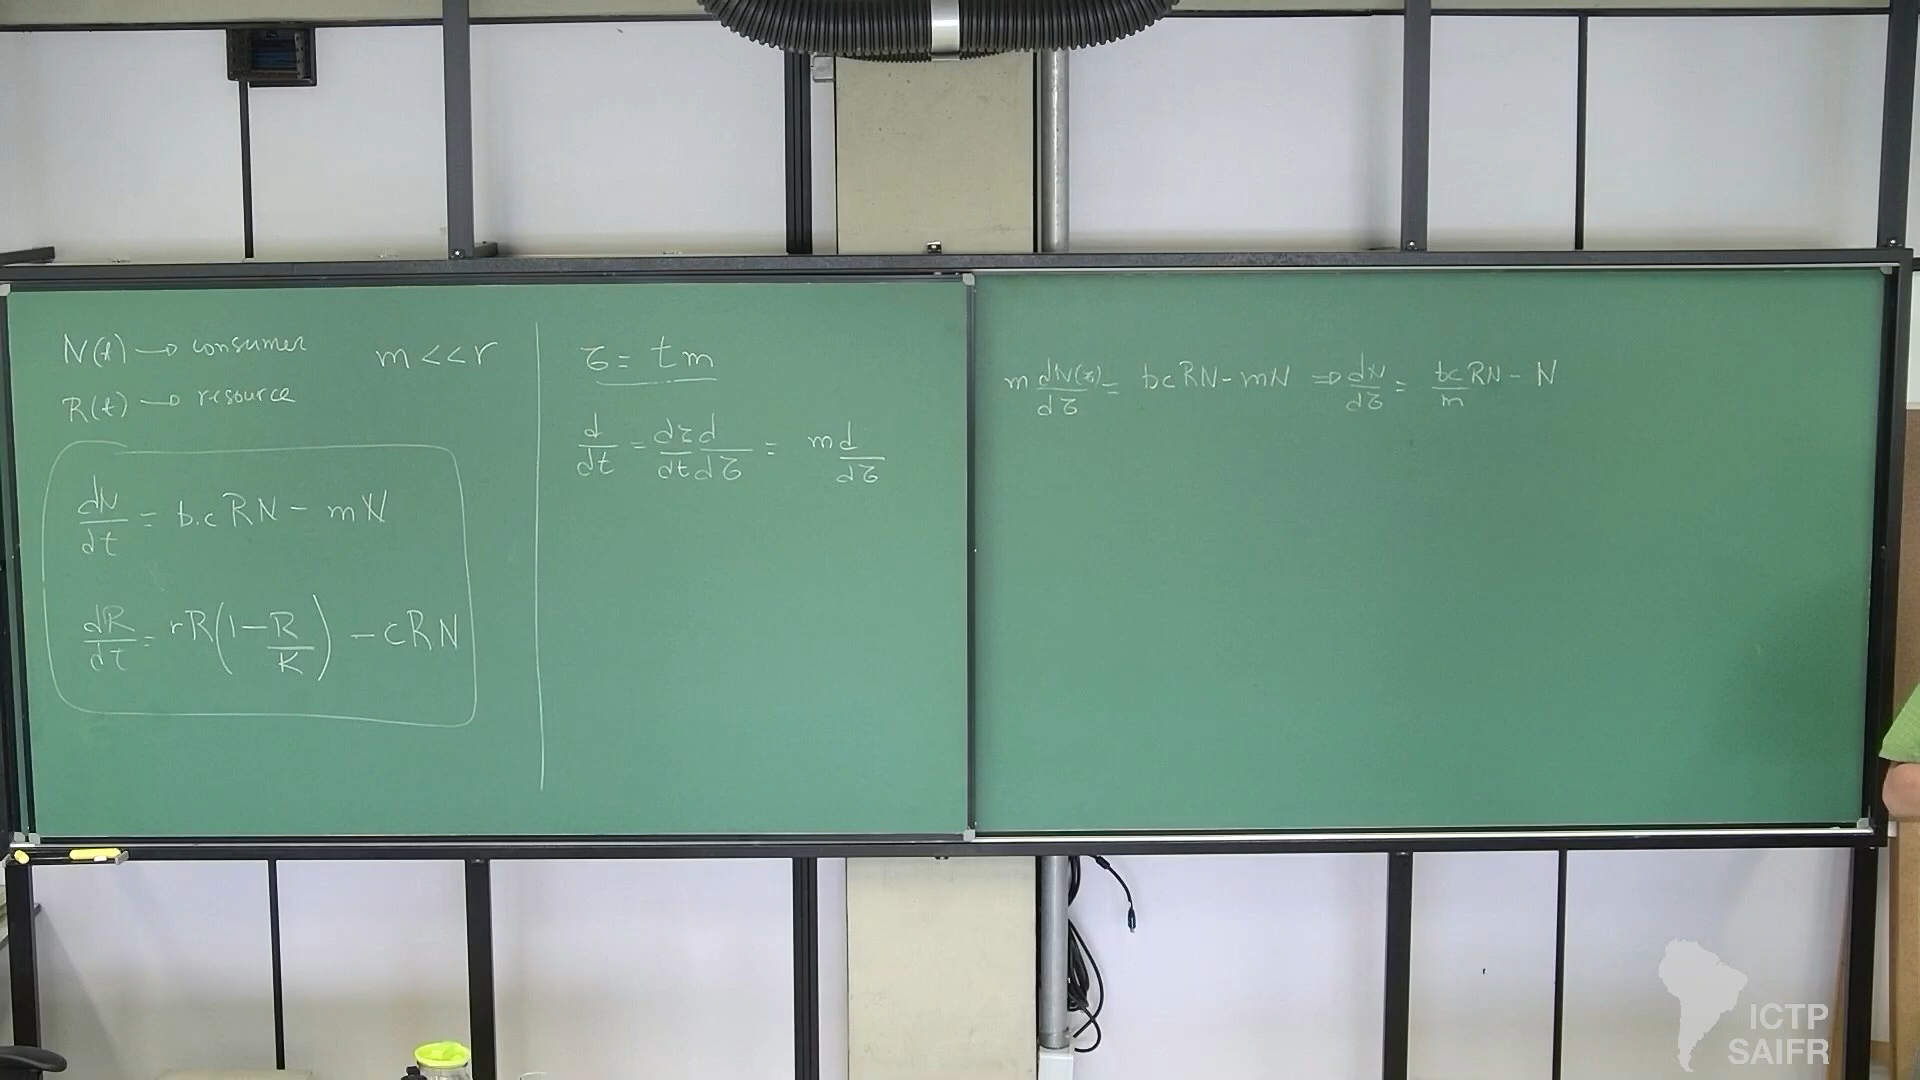 N(t) → consumer
m << r
R(t) → resource
dN/dt = b.cRN - mN
dR/dt = rR(1 - R/K) - cRN
τ = tm
d/dt = dτ/dt d/dτ = m d/dτ
m dN(τ)/dτ = bcRN - mN ⇒ dN/dτ = bc/m RN - N
ICTP
SAIFR